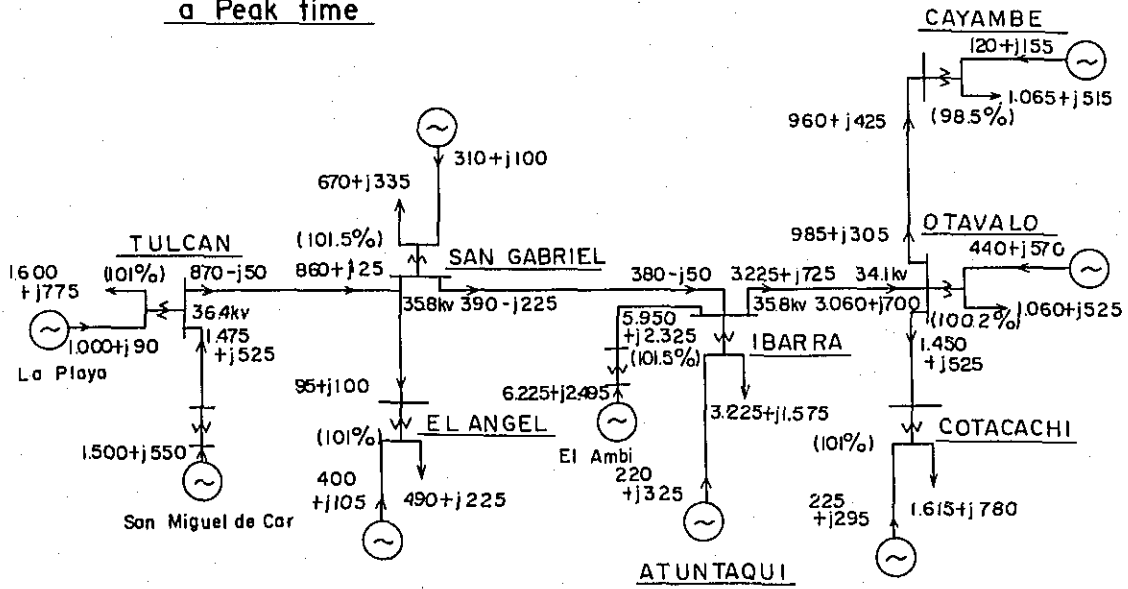 a Peak time
CAYAMBE
120+j155
1.065+j515
(98.5%)
960+j425
310+j100
670+j335
(101.5%)
TULCAN
SAN GABRIEL
OTAVALO
985+j305
440+j570
1.600
+j775
(101%)
870-j50
860+j25
380-j50
3.225+j725
34.1kv
36.4kv
35.8kv
390-j225
35.8kv
3.060+j700
1.060+j525
(100.2%)
1.000+j90
La Playa
1.475
+j525
5.950
+j2.325
(101.5%)
IBARRA
1.450
+j525
95+j100
6.225+j2.495
3.225+j1.575
EL ANGEL
COTACACHI
(101%)
(101%)
El Ambi
1.500+j550
400
+j105
490+j225
220
+j325
225
+j295
1.615+j780
San Miguel de Car
ATUNTAQUI